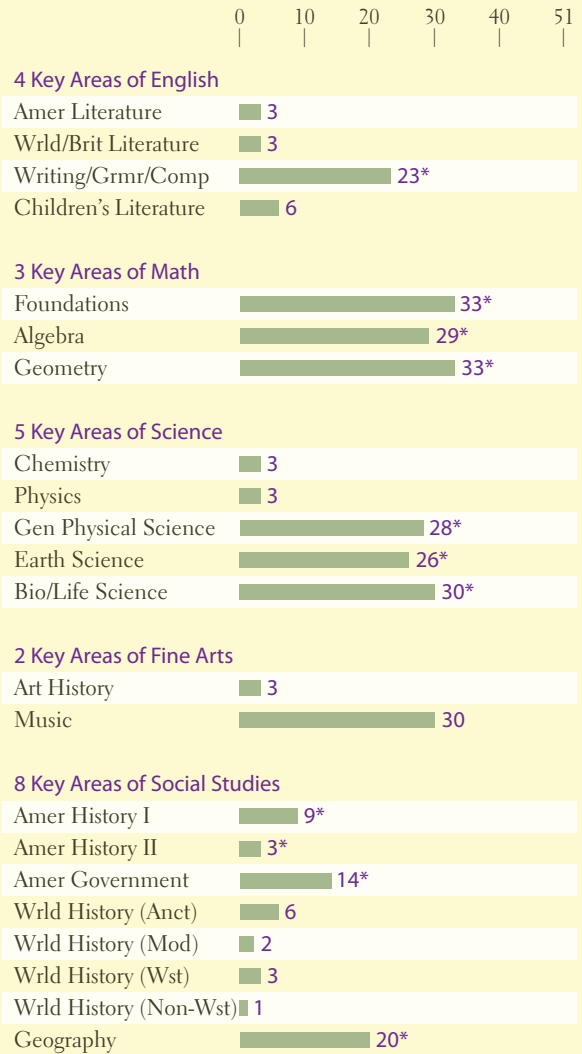 0 10 20 30 40 51
4 Key Areas of English
Amer Literature 3
Wrld/Brit Literature 3
Writing/Grmr/Comp 23*
Children’s Literature 6
3 Key Areas of Math
Foundations 33*
Algebra 29*
Geometry 33*
5 Key Areas of Science
Chemistry 3
Physics 3
Gen Physical Science 28*
Earth Science 26*
Bio/Life Science 30*
2 Key Areas of Fine Arts
Art History 3
Music 30
8 Key Areas of Social Studies
Amer History I 9*
Amer History II 3*
Amer Government 14*
Wrld History (Anct) 6
Wrld History (Mod) 2
Wrld History (Wst) 3
Wrld History (Non-Wst) 1
Geography 20*